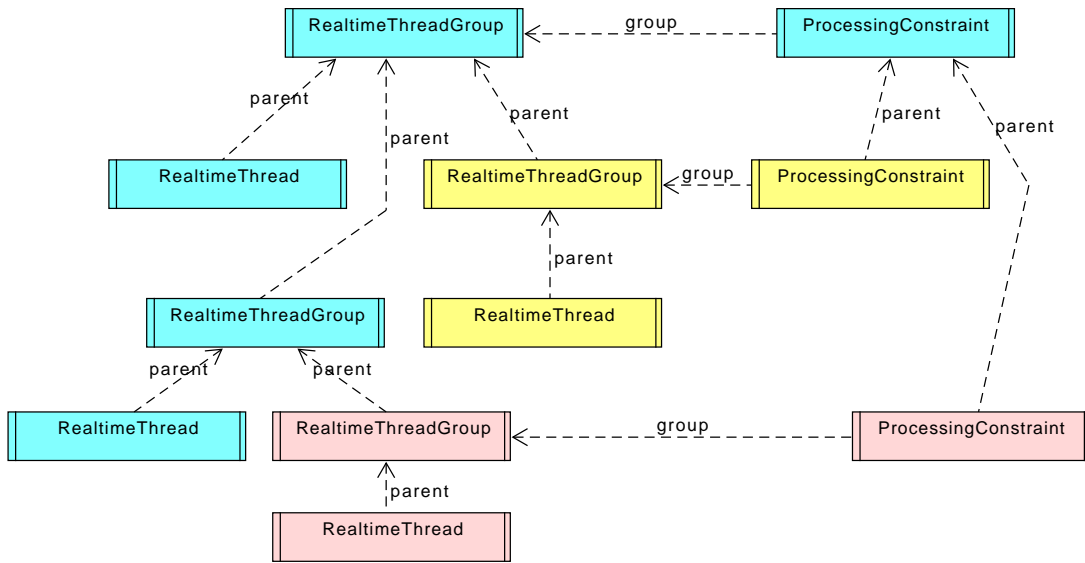 RealtimeThreadGroup
group
ProcessingConstraint
parent
parent
parent
parent
parent
RealtimeThread
RealtimeThreadGroup
group
ProcessingConstraint
parent
RealtimeThreadGroup
RealtimeThread
parent
parent
RealtimeThread
RealtimeThreadGroup
group
ProcessingConstraint
parent
RealtimeThread